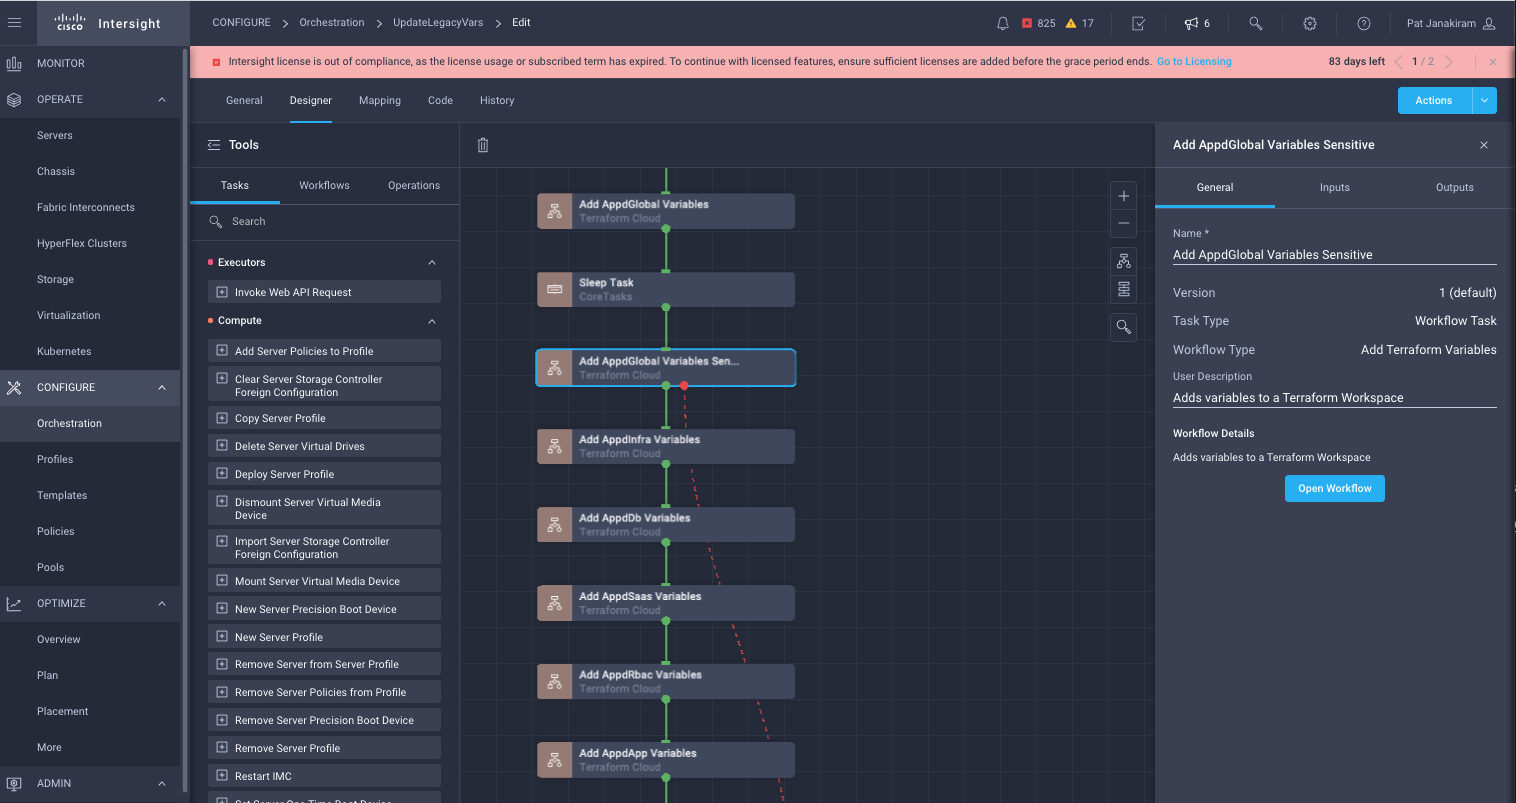 CISCO
Intersight
CONFIGURE
Orchestration
UpdateLegacyVars
Edit
825
17
6
Pat Janakiram
Intersight license is out of compliance, as the license usage or subscribed term has expired. To continue with licensed features, ensure sufficient licenses are added before the grace period ends. Go to Licensing
83 days left
1 / 2
MONITOR
OPERATE
Servers
Chassis
Fabric Interconnects
HyperFlex Clusters
Storage
Virtualization
Kubernetes
CONFIGURE
Orchestration
Profiles
Templates
Policies
Pools
OPTIMIZE
Overview
Plan
Placement
More
ADMIN
General
Designer
Mapping
Code
History
Actions
Tools
Tasks
Workflows
Operations
Search
Executors
Invoke Web API Request
Compute
Add Server Policies to Profile
Clear Server Storage Controller
Foreign Configuration
Copy Server Profile
Delete Server Virtual Drives
Deploy Server Profile
Dismount Server Virtual Media
Device
Import Server Storage Controller
Foreign Configuration
Mount Server Virtual Media Device
New Server Precision Boot Device
New Server Profile
Remove Server from Server Profile
Remove Server Policies from Profile
Remove Server Precision Boot Device
Remove Server Profile
Restart IMC
Set Server One Time Boot Device
Add AppdGlobal Variables
Terraform Cloud
Sleep Task
CoreTasks
Add AppdGlobal Variables Sen...
Terraform Cloud
Add AppdInfra Variables
Terraform Cloud
Add AppdDb Variables
Terraform Cloud
Add AppdSaas Variables
Terraform Cloud
Add AppdRbac Variables
Terraform Cloud
Add AppdApp Variables
Terraform Cloud
Add AppdGlobal Variables Sensitive
General
Inputs
Outputs
Name *
Add AppdGlobal Variables Sensitive
Version
1 (default)
Task Type
Workflow Task
Workflow Type
Add Terraform Variables
User Description
Adds variables to a Terraform Workspace
Workflow Details
Adds variables to a Terraform Workspace
Open Workflow